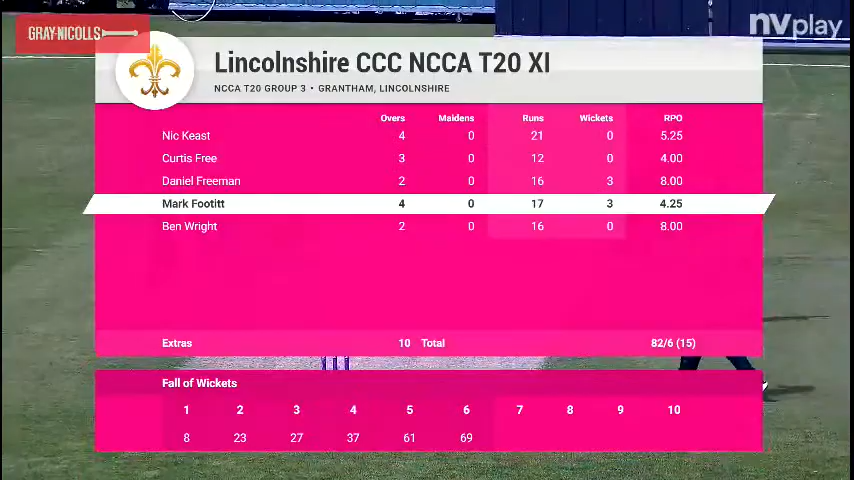 GRAY-NICOLLS
nvplay
Lincolnshire CCC NCCA T20 XI
NCCA T20 GROUP 3 • GRANTHAM, LINCOLNSHIRE
Overs Maidens Runs Wickets RPO
Nic Keast 4 0 21 0 5.25
Curtis Free 3 0 12 0 4.00
Daniel Freeman 2 0 16 3 8.00
Mark Footitt 4 0 17 3 4.25
Ben Wright 2 0 16 0 8.00
Extras 10 Total 82/6 (15)
Fall of Wickets
1 2 3 4 5 6 7 8 9 10
8 23 27 37 61 69